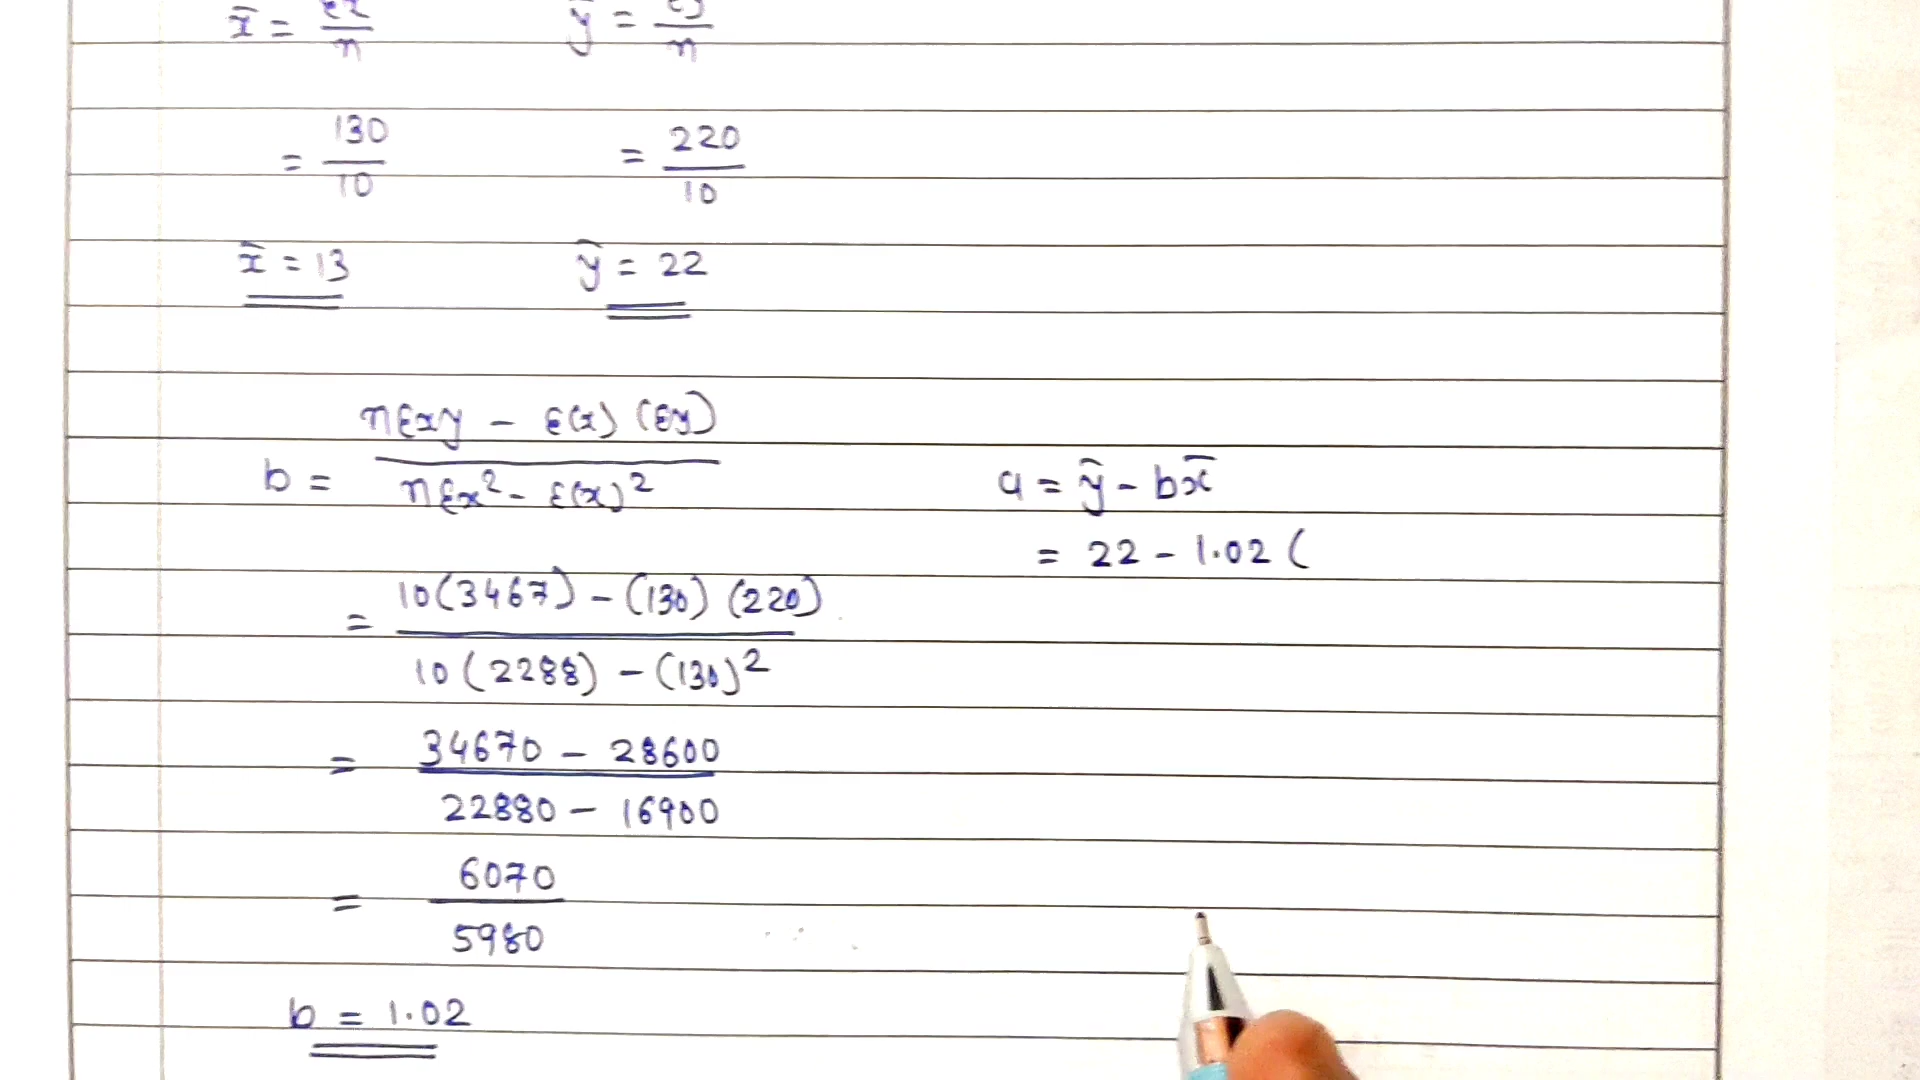 x̄ = Σx/n    ȳ = Σy/n
= 130/10    = 220/10
x̄ = 13    ȳ = 22
b = (nΣxy − Σ(x) (Σy))/(nΣx² − Σ(x)²)
= (10(3467) − (130) (220))/(10(2288) − (130)²)
= (34670 − 28600)/(22880 − 16900)
= 6070/5980
b = 1.02
a = ȳ − bx̄
= 22 − 1.02 (